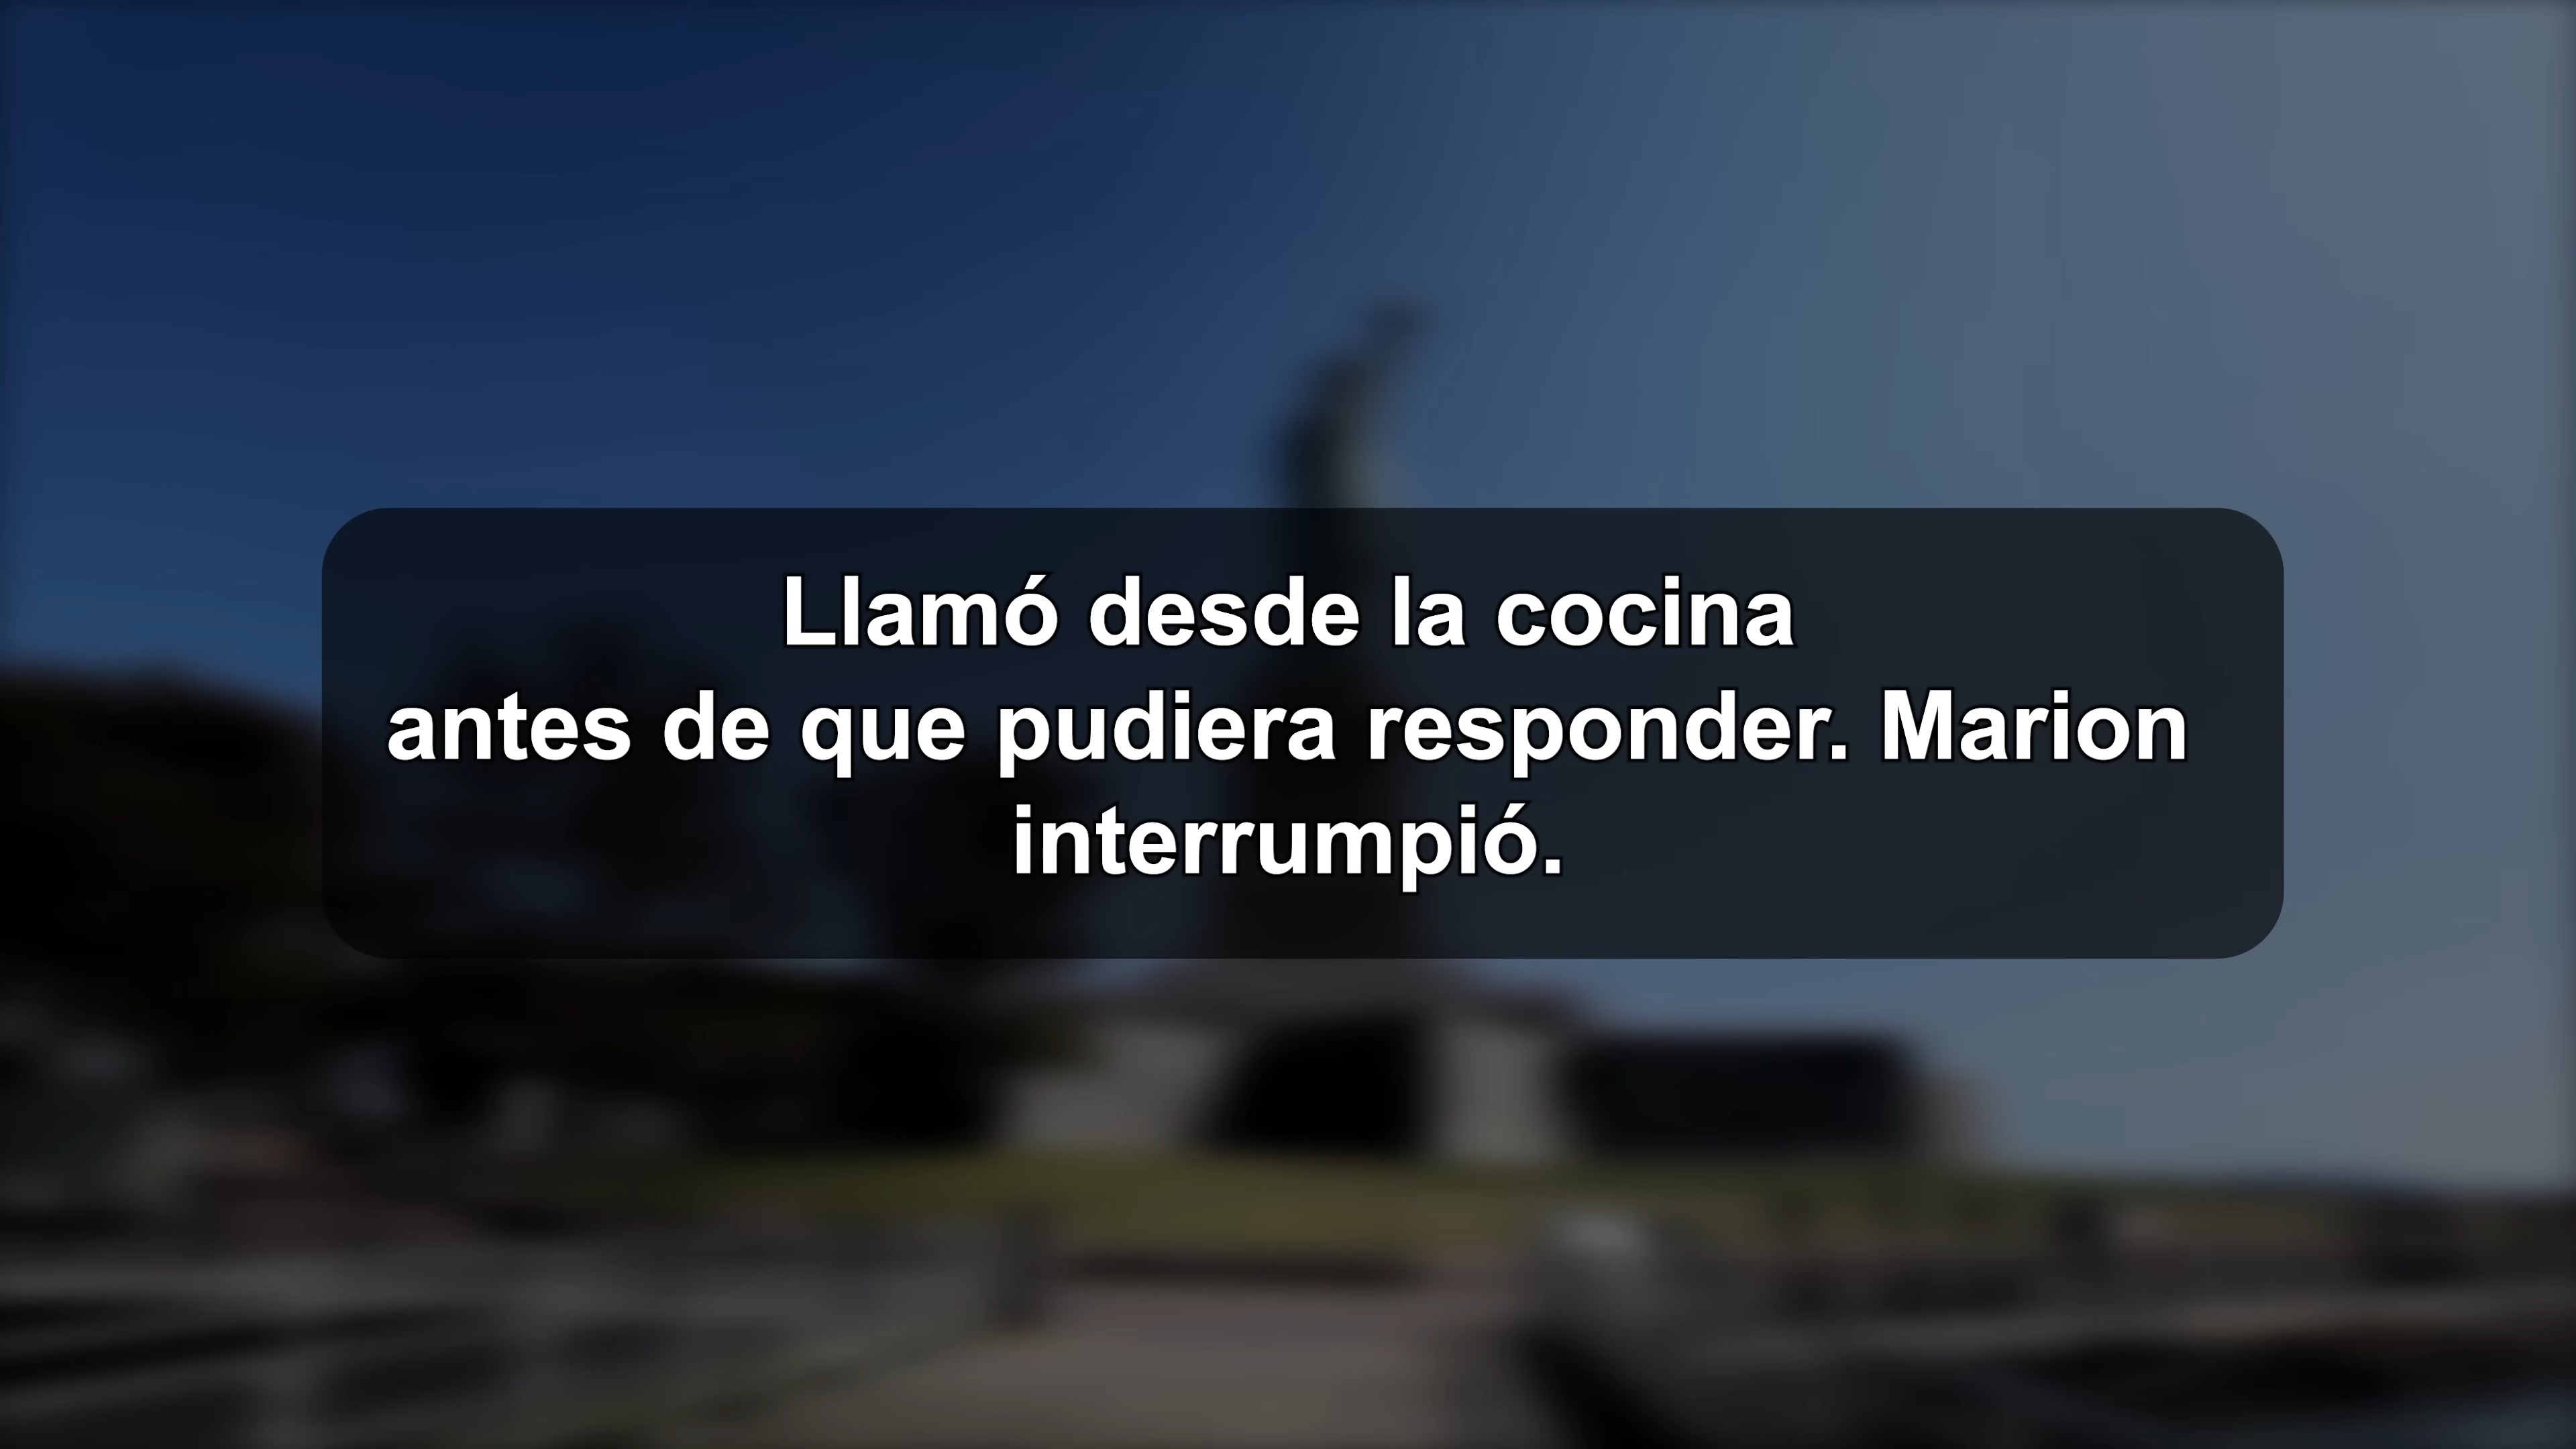 Llamó desde la cocina
antes de que pudiera responder. Marion
interrumpió.